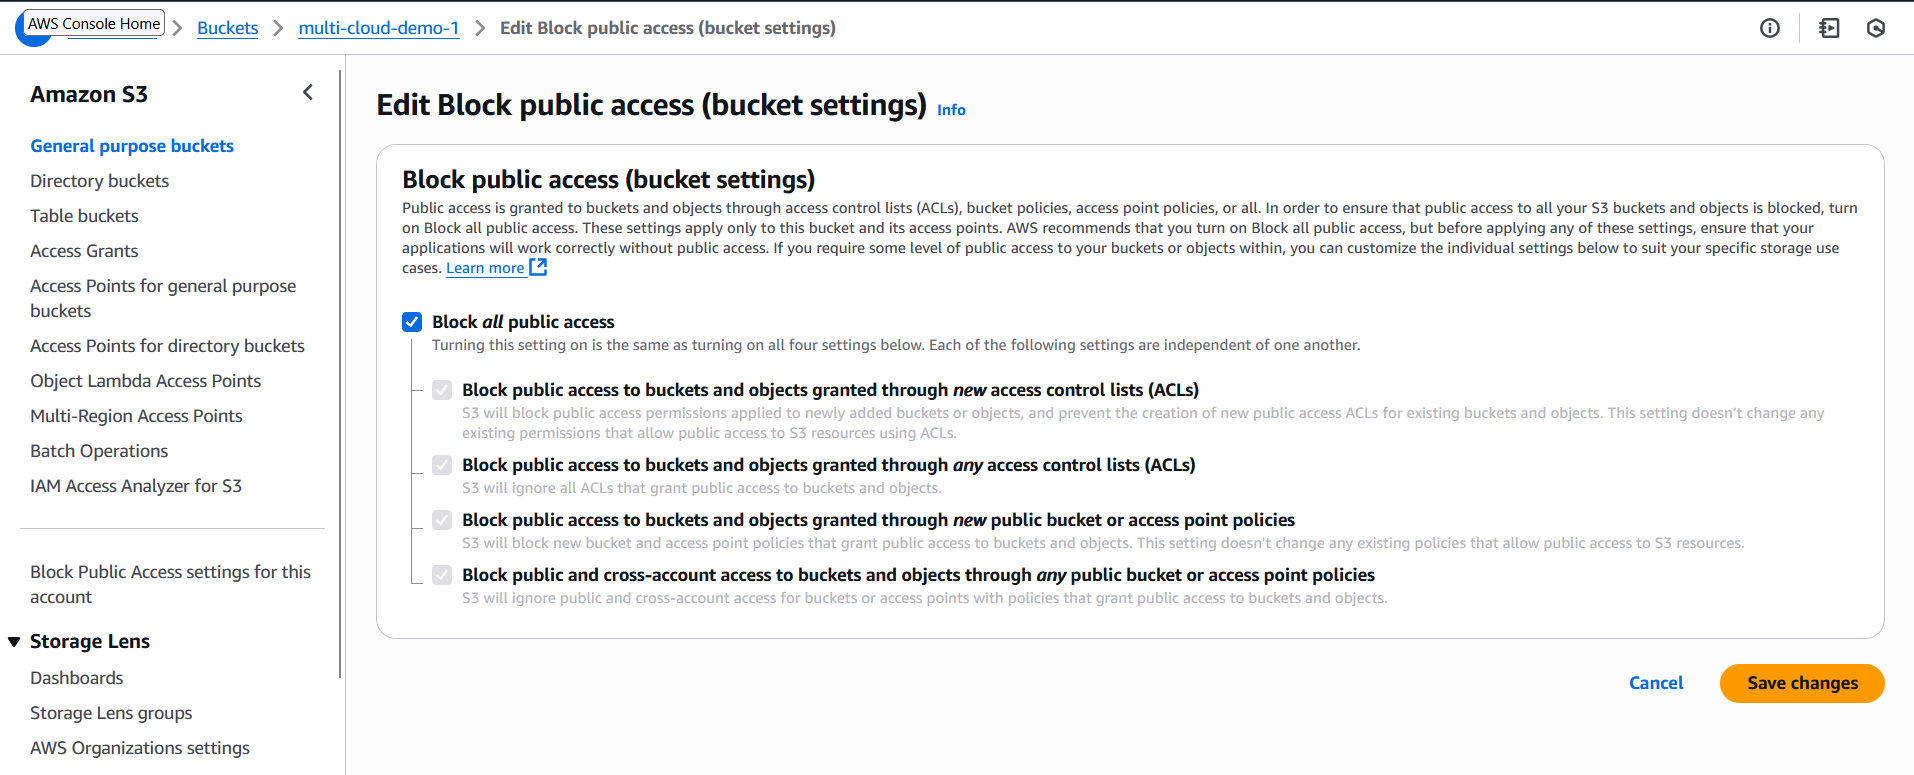 AWS Console Home
Buckets
multi-cloud-demo-1
Edit Block public access (bucket settings)
Amazon S3
General purpose buckets
Directory buckets
Table buckets
Access Grants
Access Points for general purpose
buckets
Access Points for directory buckets
Object Lambda Access Points
Multi-Region Access Points
Batch Operations
IAM Access Analyzer for S3
Block Public Access settings for this
account
Storage Lens
Dashboards
Storage Lens groups
AWS Organizations settings
Edit Block public access (bucket settings) Info
Block public access (bucket settings)
Public access is granted to buckets and objects through access control lists (ACLs), bucket policies, access point policies, or all. In order to ensure that public access to all your S3 buckets and objects is blocked, turn
on Block all public access. These settings apply only to this bucket and its access points. AWS recommends that you turn on Block all public access, but before applying any of these settings, ensure that your
applications will work correctly without public access. If you require some level of public access to your buckets or objects within, you can customize the individual settings below to suit your specific storage use
cases. Learn more
Block all public access
Turning this setting on is the same as turning on all four settings below. Each of the following settings are independent of one another.
Block public access to buckets and objects granted through new access control lists (ACLs)
S3 will block public access permissions applied to newly added buckets or objects, and prevent the creation of new public access ACLs for existing buckets and objects. This setting doesn't change any
existing permissions that allow public access to S3 resources using ACLs.
Block public access to buckets and objects granted through any access control lists (ACLs)
S3 will ignore all ACLs that grant public access to buckets and objects.
Block public access to buckets and objects granted through new public bucket or access point policies
S3 will block new bucket and access point policies that grant public access to buckets and objects. This setting doesn't change any existing policies that allow public access to S3 resources.
Block public and cross-account access to buckets and objects through any public bucket or access point policies
S3 will ignore public and cross-account access for buckets or access points with policies that grant public access to buckets and objects.
Cancel
Save changes